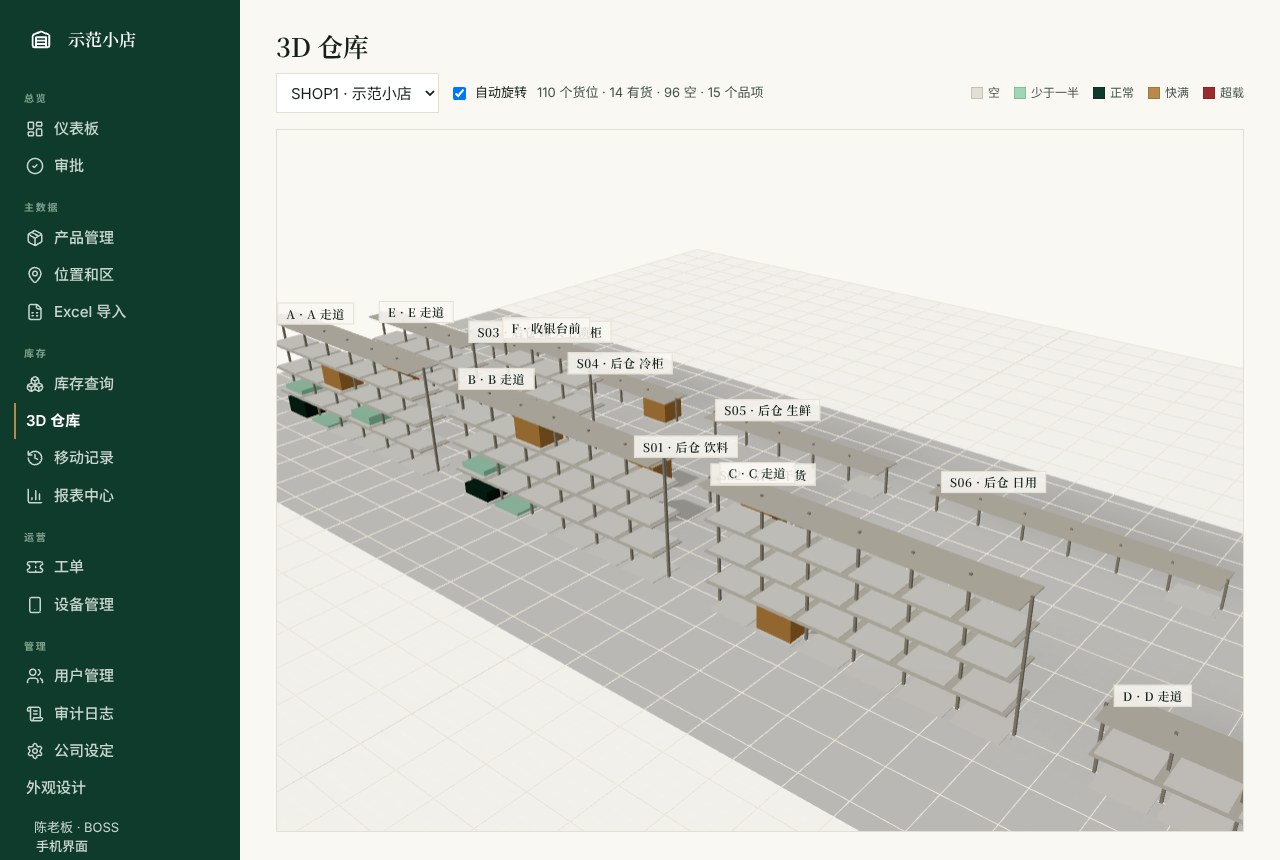 示范小店
总览
仪表板
审批
主数据
产品管理
位置和区
Excel 导入
库存
库存查询
3D 仓库
移动记录
报表中心
运营
工单
设备管理
管理
用户管理
审计日志
公司设定
外观设计
陈老板 · BOSS
手机界面
3D 仓库
SHOP1 · 示范小店
自动旋转
110 个货位 · 14 有货 · 96 空 · 15 个品项
空
少于一半
正常
快满
超载
A · A 走道
E · E 走道
S03
F · 收银台前
柜
S04 · 后仓 冷柜
B · B 走道
S05 · 后仓 生鲜
S01 · 后仓 饮料
C · C 走道
货
S06 · 后仓 日用
D · D 走道